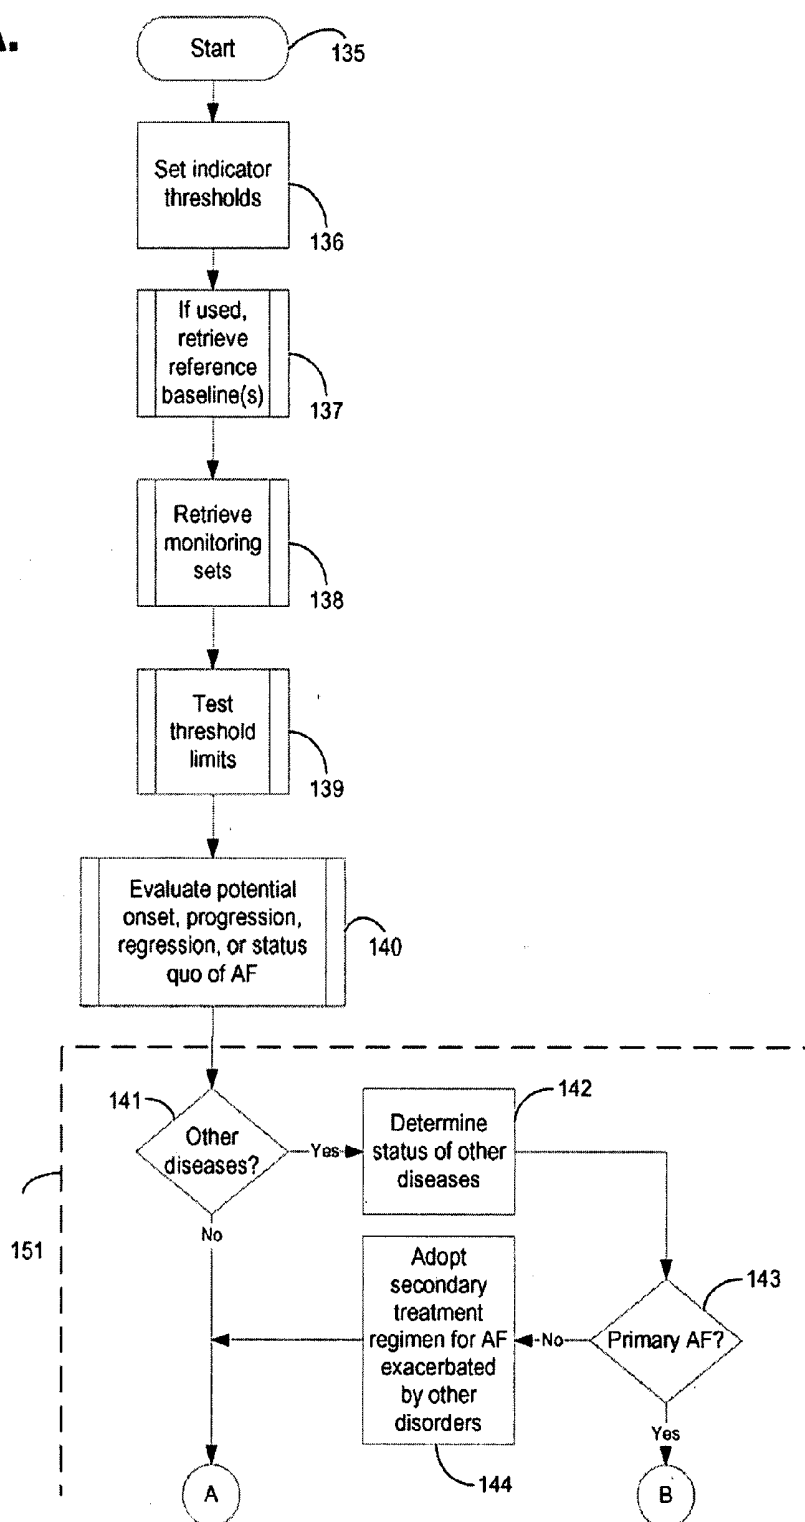 A.
Start
135
Set indicator
thresholds
136
If used,
retrieve
reference
baseline(s)
137
Retrieve
monitoring
sets
138
Test
threshold
limits
139
Evaluate potential
onset, progression,
regression, or status
quo of AF
140
141
Other
diseases?
Yes
142
Determine
status of other
diseases
No
151
Adopt
secondary
treatment
regimen for AF
exacerbated
by other
disorders
144
143
Primary AF?
No
Yes
A
B